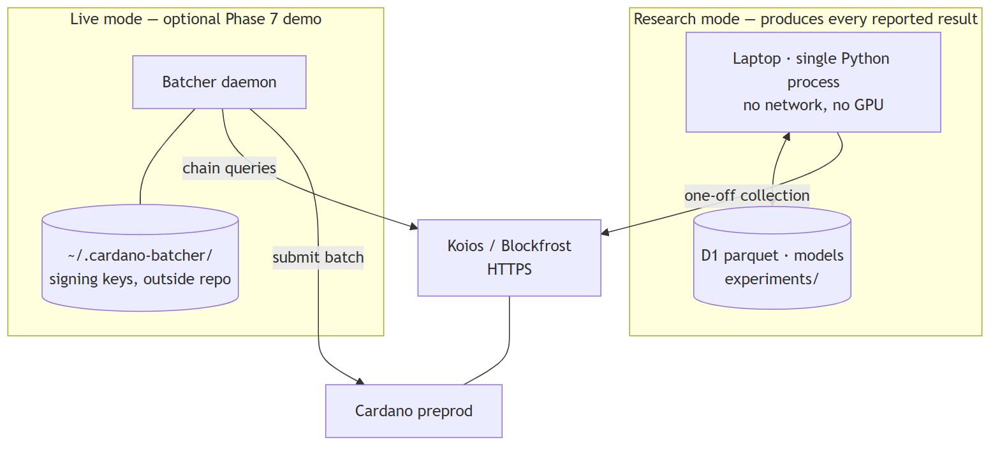 Live mode — optional Phase 7 demo
Batcher daemon
chain queries
~/.cardano-batcher/
signing keys, outside repo
submit batch
Koios / Blockfrost
HTTPS
Cardano preprod
Research mode — produces every reported result
Laptop · single Python
process
no network, no GPU
one-off collection
D1 parquet · models
experiments/